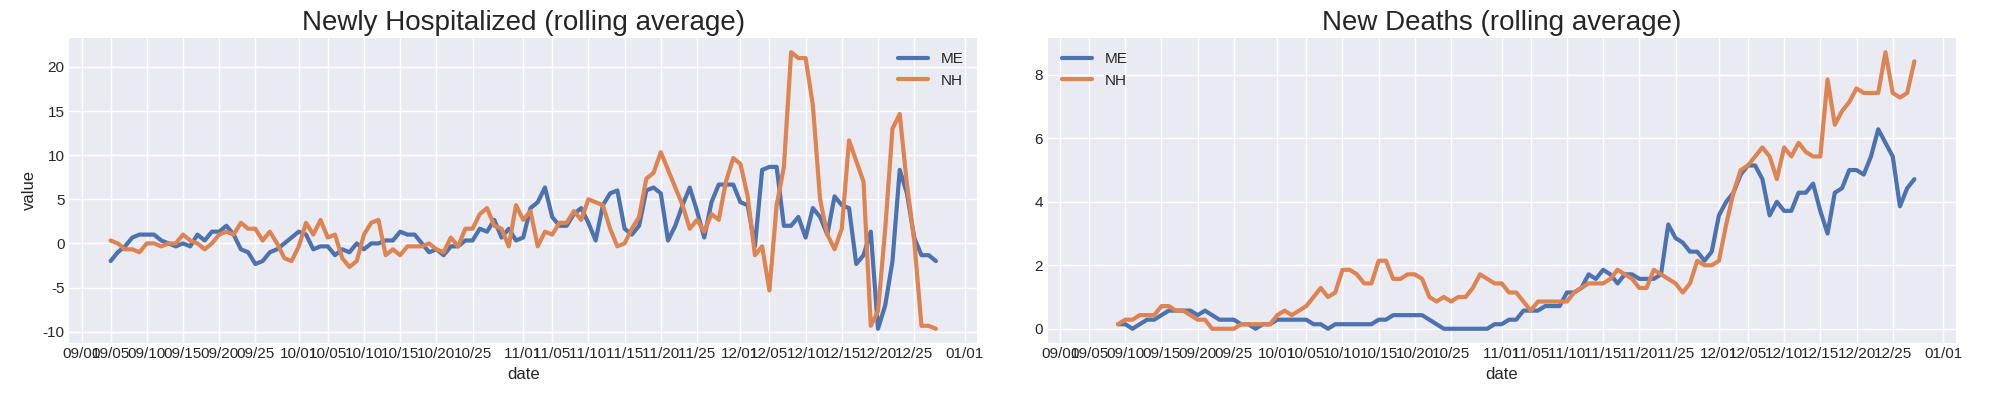 Newly Hospitalized (rolling average)
ME
NH
20
15
10
5
0
-5
-10
value
09/01 09/05 09/10 09/15 09/20 09/25 10/01 10/05 10/10 10/15 10/20 10/25 11/01 11/05 11/10 11/15 11/20 11/25 12/01 12/05 12/10 12/15 12/20 12/25 01/01
date
New Deaths (rolling average)
ME
NH
8
6
4
2
0
09/01 09/05 09/10 09/15 09/20 09/25 10/01 10/05 10/10 10/15 10/20 10/25 11/01 11/05 11/10 11/15 11/20 11/25 12/01 12/05 12/10 12/15 12/20 12/25 01/01
date